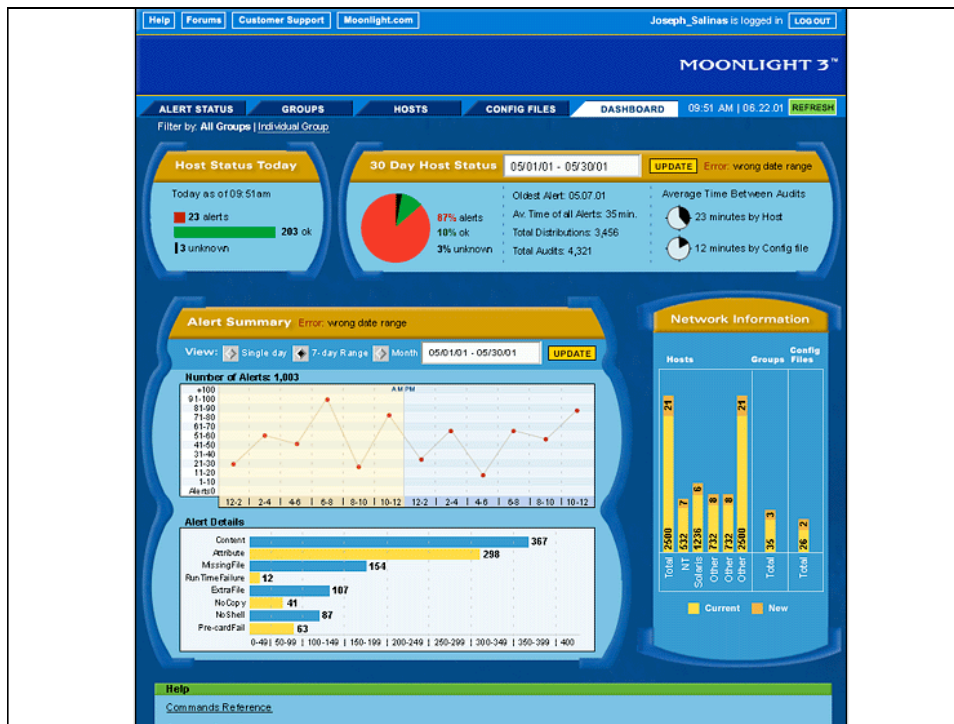 Help Forums Customer Support Moonlight.com Joseph_Salinas is logged in LOG OUT
MOONLIGHT 3™
ALERT STATUS GROUPS HOSTS CONFIG FILES DASHBOARD 09:51 AM | 06.22.01 REFRESH
Filter by: All Groups | Individual Group
Host Status Today
Today as of 09:51am
23 alerts
203 ok
3 unknown
30 Day Host Status 05/01/01 - 05/30/01 UPDATE Error: wrong date range
87% alerts
10% ok
3% unknown
Oldest Alert: 05.07.01
Av. Time of all Alerts: 35 min.
Total Distributions: 3,456
Total Audits: 4,321
Average Time Between Audits
23 minutes by Host
12 minutes by Config file
Alert Summary Error: wrong date range
View: Single day 7-day Range Month 05/01/01 - 05/30/01 UPDATE
Number of Alerts: 1,003
AM PM
+100
91-100
81-90
71-80
61-70
51-60
41-50
31-40
21-30
11-20
1-10
Alerts 0
12-2 | 2-4 | 4-6 | 6-8 | 8-10 | 10-12 12-2 | 2-4 | 4-6 | 6-8 | 8-10 | 10-12
Alert Details
Content 367
Attribute 298
Missing File 154
Run Time Failure 12
Extra File 107
No Copy 41
No Shell 87
Pre-card Fail 63
0-49 | 50-99 | 100-149 | 150-199 | 200-249 | 250-299 | 300-349 | 350-399 | 400
Network Information
Hosts Groups Config Files
21 7 6 8 8 21 3 2
2500 532 1236 732 732 2500 35 26
Total NT Solaris Other Other Other Total Total
Current New
Help
Commands Reference